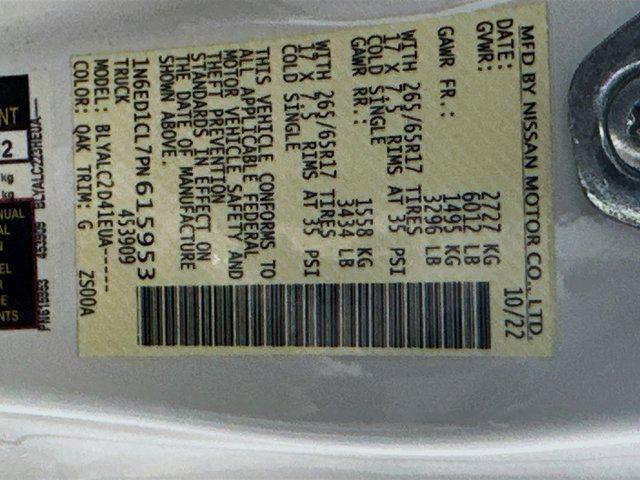 MFD BY NISSAN MOTOR CO., LTD.
DATE: 10/22
GVWR: 2727 KG
6012 LB
GAWR FR.: 1495 KG
3296 LB
WITH 265/65R17 TIRES
17 X 7.5 RIMS AT 35 PSI
COLD SINGLE
GAWR RR.: 1558 KG
3434 LB
WITH 265/65R17 TIRES
17 X 7.5 RIMS AT 35 PSI
COLD SINGLE
THIS VEHICLE CONFORMS TO
ALL APPLICABLE FEDERAL
MOTOR VEHICLE SAFETY AND
THEFT PREVENTION
STANDARDS IN EFFECT ON
THE DATE OF MANUFACTURE
SHOWN ABOVE.
1N6ED1CL7PN615953
TRUCK 453909
MODEL: BLYALC2D41EUA-----
COLOR: QAK TRIM: G ZS00A
kg
kg